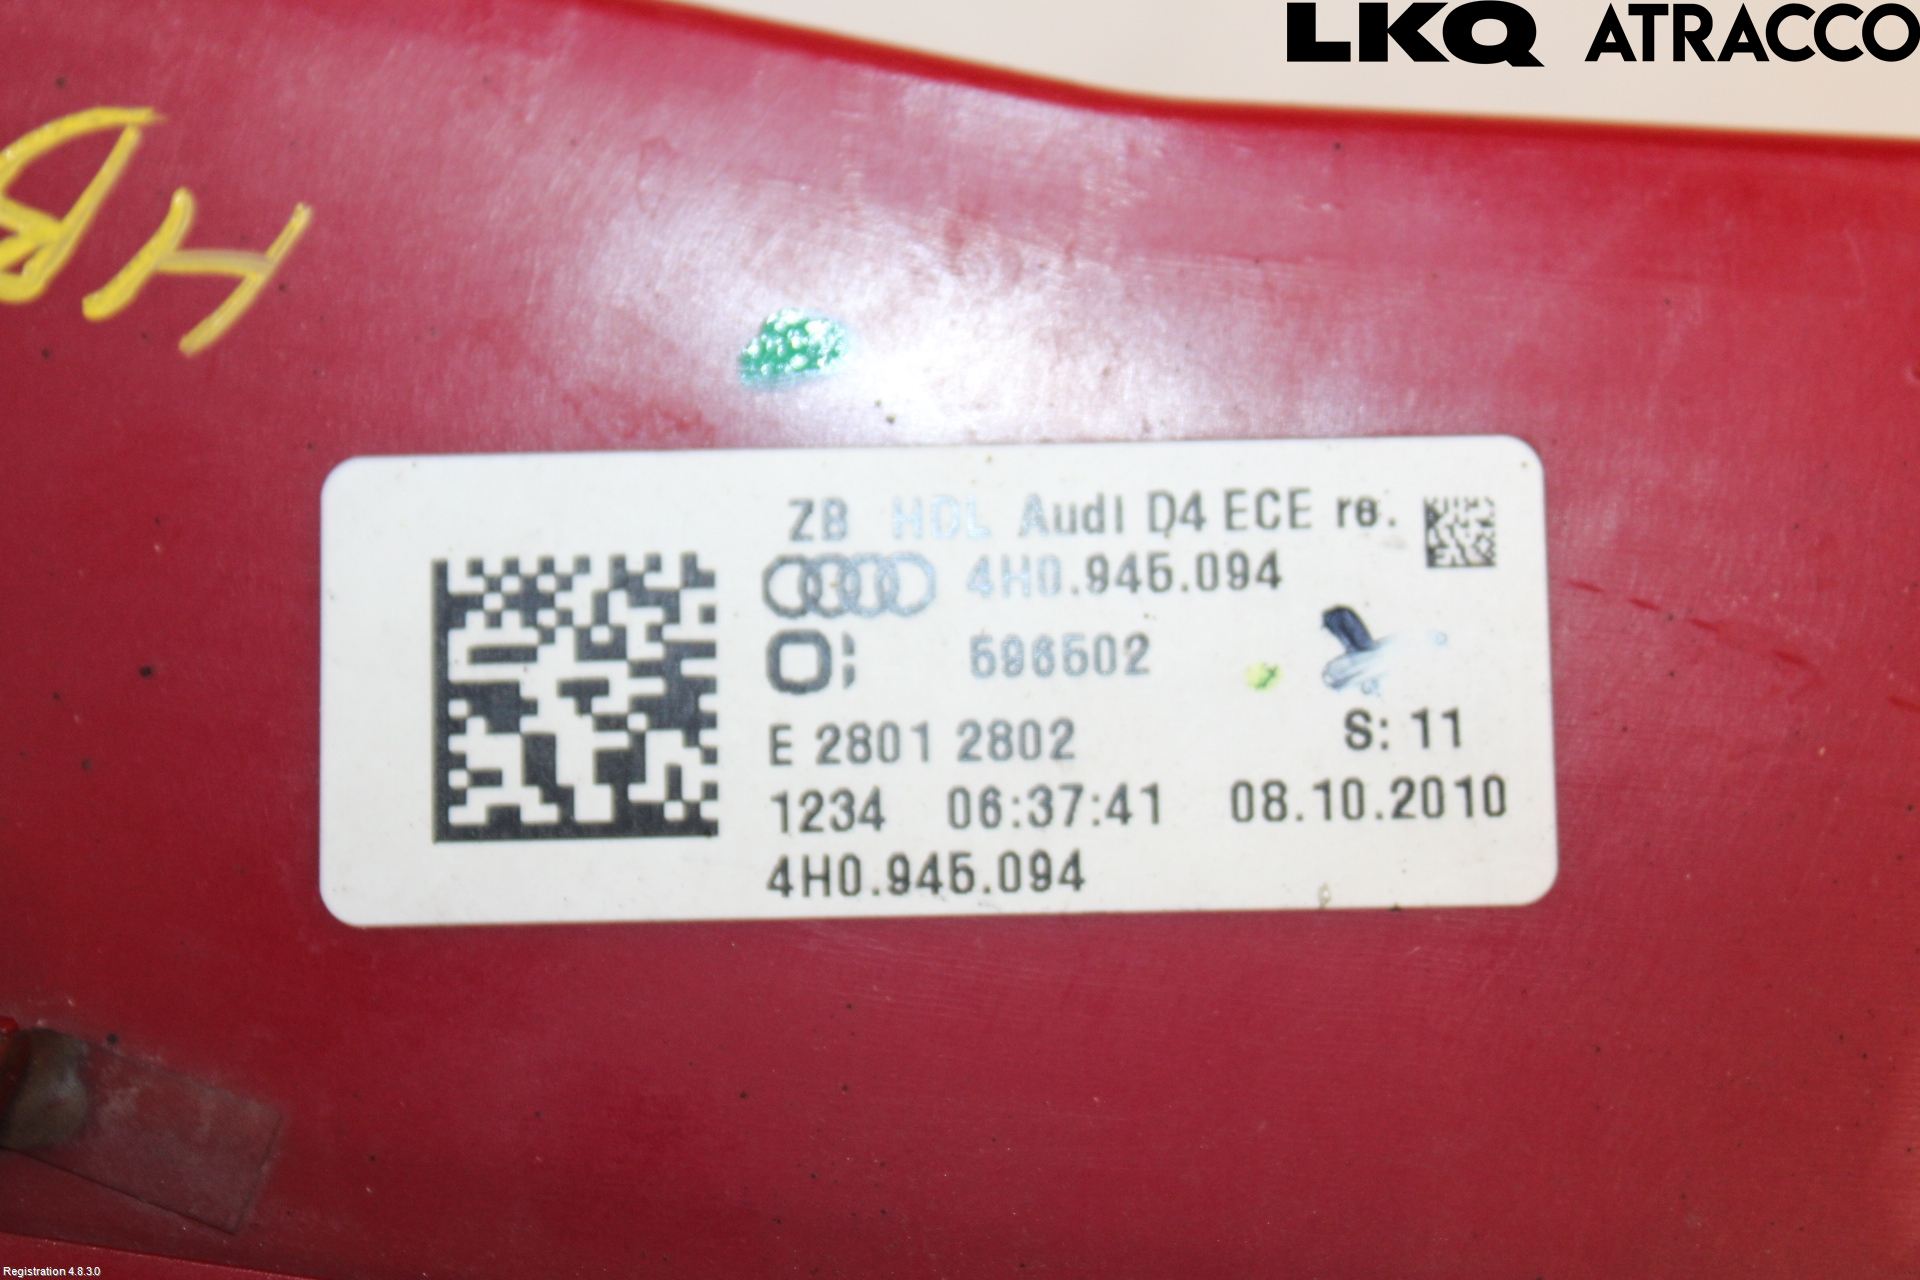 LKQ ATRACCO
HB
ZB HDL Audi D4 ECE re.
4H0.945.094
596502
E 2801 2802 S: 11
1234 06:37:41 08.10.2010
4H0.945.094
Registration 4.8.3.0